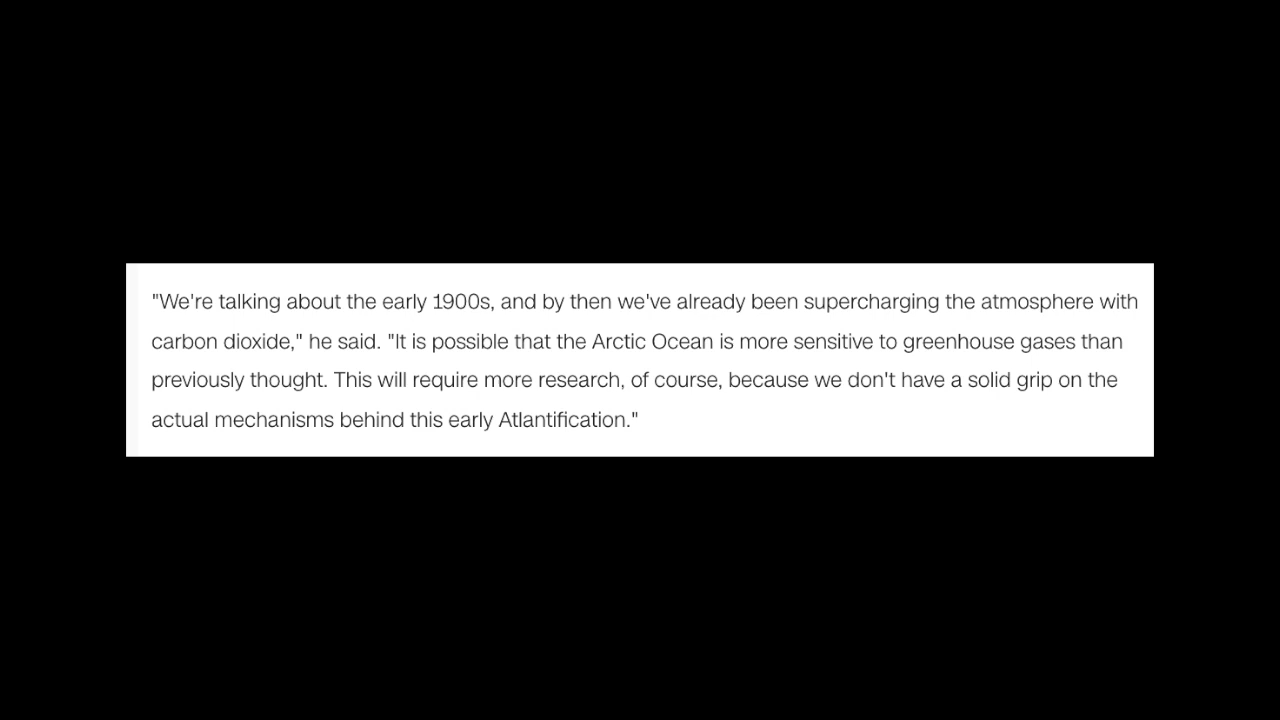 "We're talking about the early 1900s, and by then we've already been supercharging the atmosphere with
carbon dioxide," he said. "It is possible that the Arctic Ocean is more sensitive to greenhouse gases than
previously thought. This will require more research, of course, because we don't have a solid grip on the
actual mechanisms behind this early Atlantification."